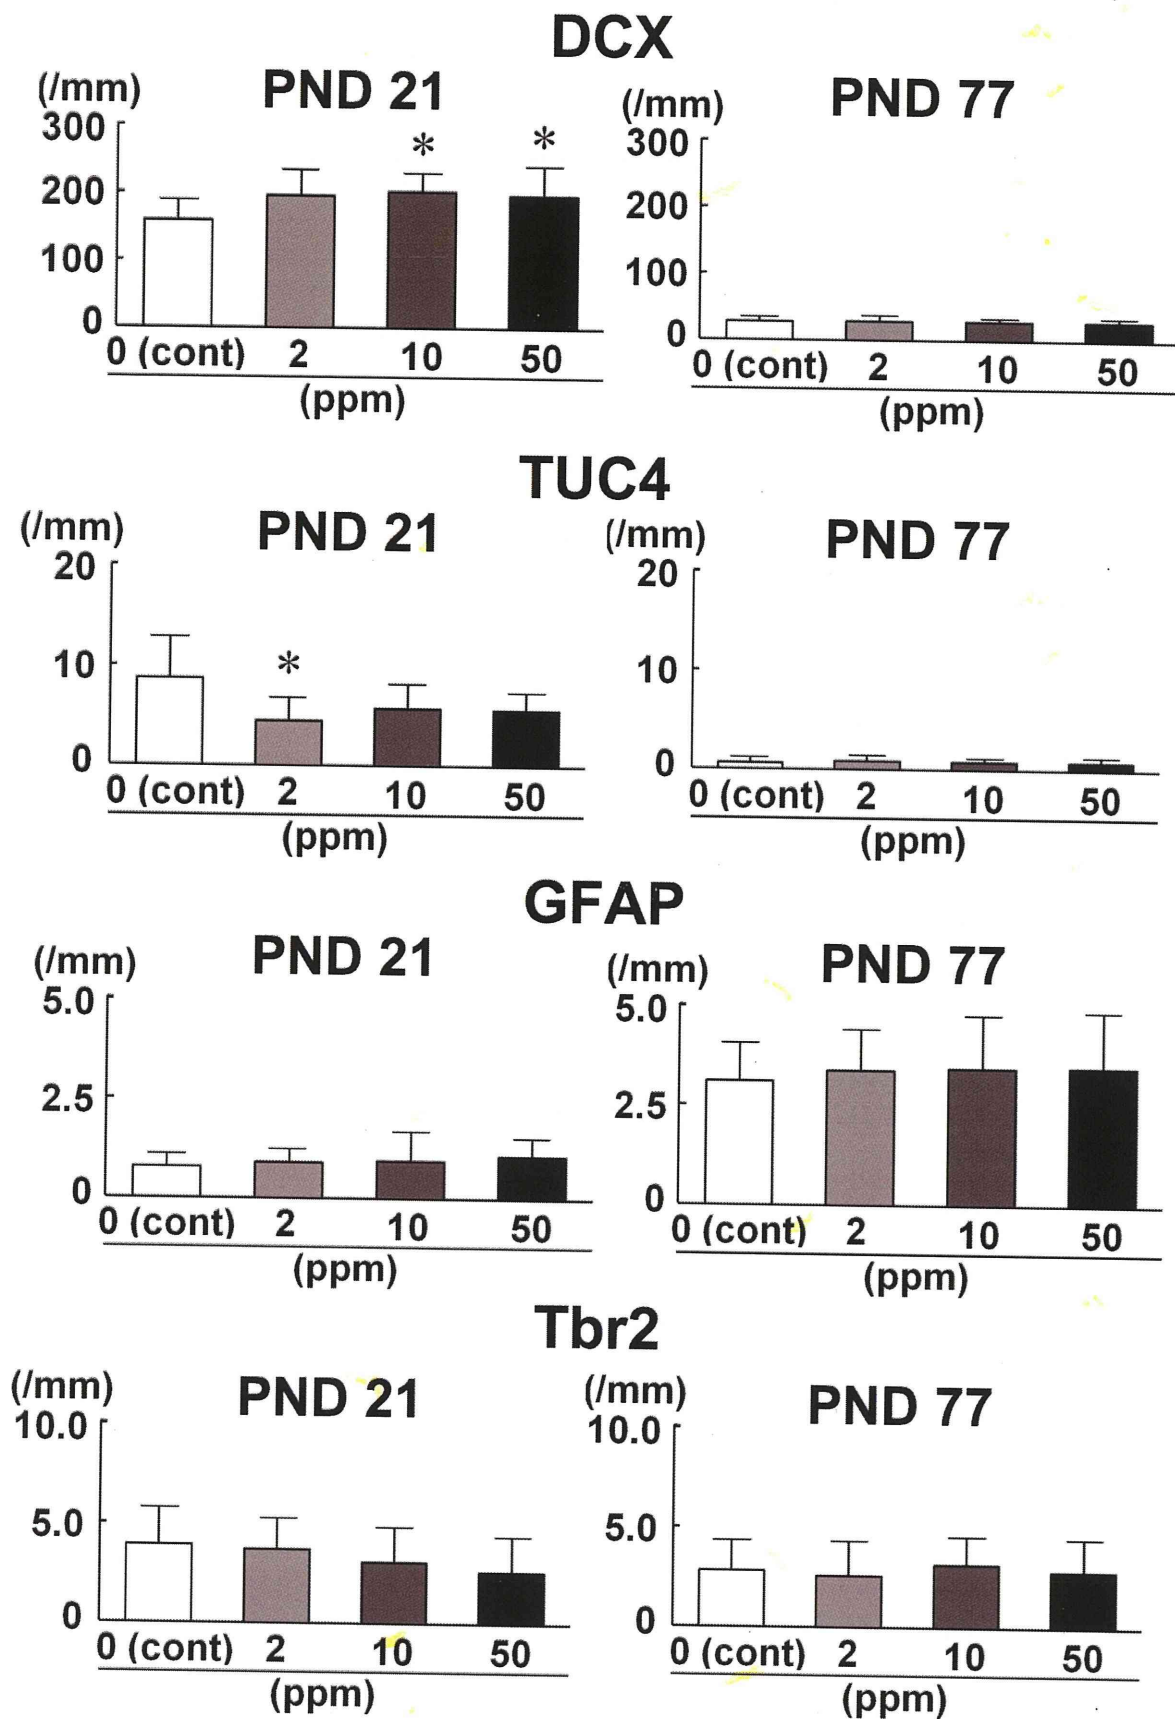 DCX
(/mm) PND 21
300
200
100
0
* *
0 (cont) 2 10 50
(ppm)
(/mm) PND 77
300
200
100
0
0 (cont) 2 10 50
(ppm)
TUC4
(/mm) PND 21
20
10
0
*
0 (cont) 2 10 50
(ppm)
(/mm) PND 77
20
10
0
0 (cont) 2 10 50
(ppm)
GFAP
(/mm) PND 21
5.0
2.5
0
0 (cont) 2 10 50
(ppm)
(/mm) PND 77
5.0
2.5
0
0 (cont) 2 10 50
(ppm)
Tbr2
(/mm) PND 21
10.0
5.0
0
0 (cont) 2 10 50
(ppm)
(/mm) PND 77
10.0
5.0
0
0 (cont) 2 10 50
(ppm)